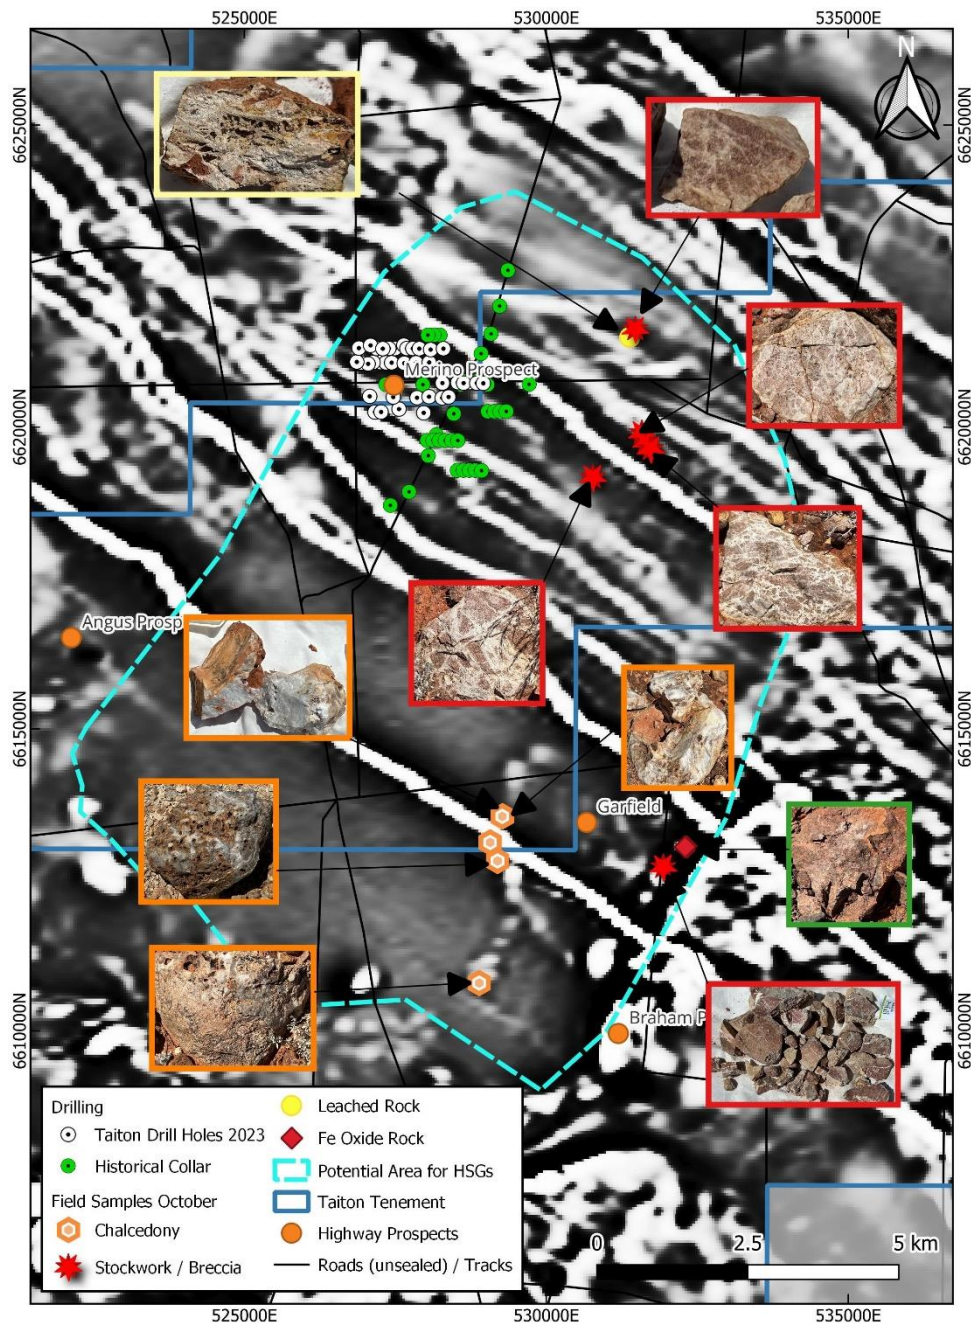 525000E
530000E
535000E
N
6625000N
6625000N
Merino Prospect
6620000N
6620000N
Angus Prosp
6615000N
6615000N
Garfield
6610000N
6610000N
Braham P
Drilling
Taiton Drill Holes 2023
Historical Collar
Field Samples October
Chalcedony
Stockwork / Breccia
Leached Rock
Fe Oxide Rock
Potential Area for HSGs
Taiton Tenement
Highway Prospects
Roads (unsealed) / Tracks
0
2.5
5 km
525000E
530000E
535000E